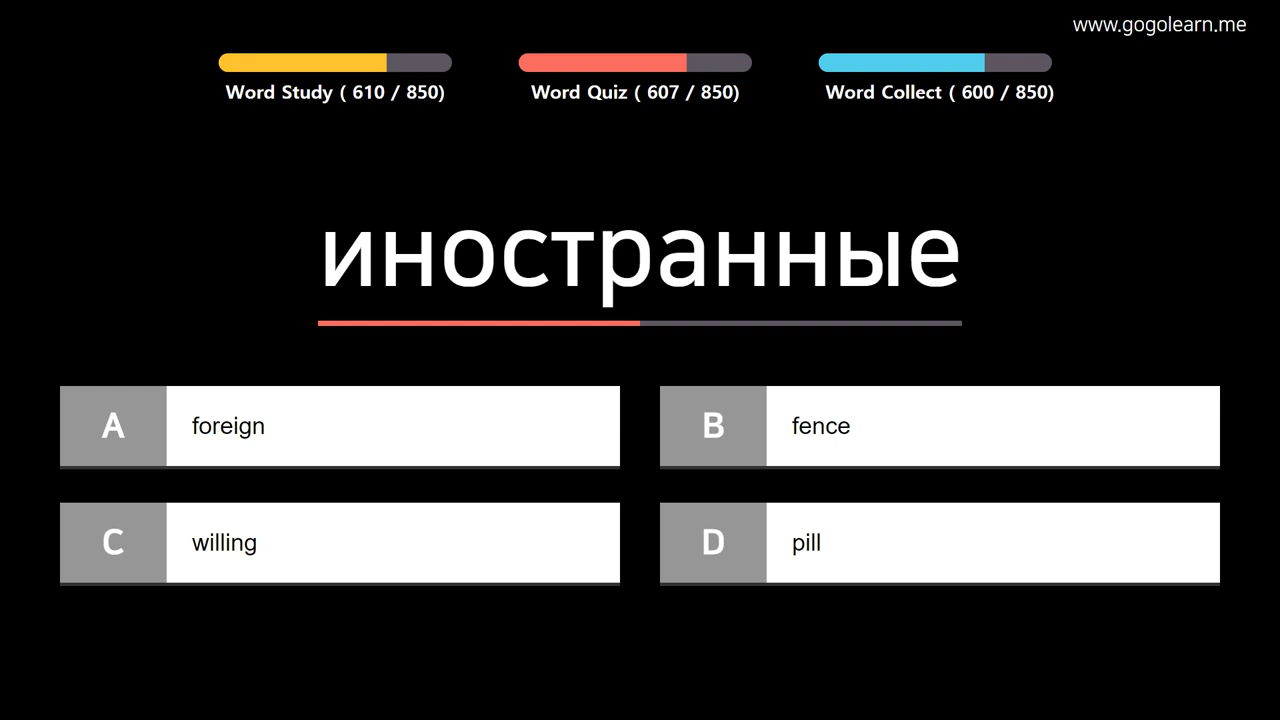 www.gogolearn.me
Word Study ( 610 / 850)
Word Quiz ( 607 / 850)
Word Collect ( 600 / 850)
иностранные
A foreign
B fence
C willing
D pill